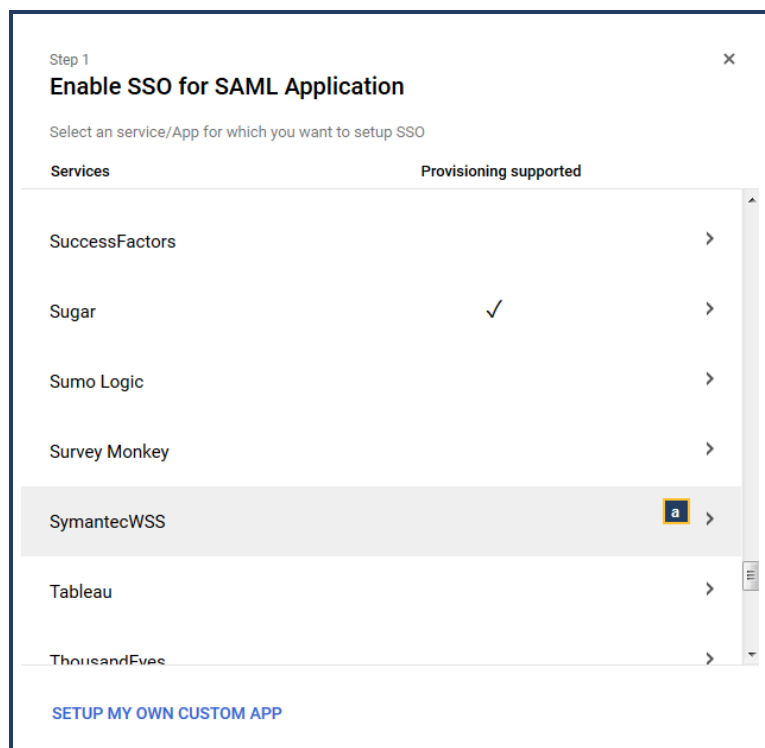 Step 1
Enable SSO for SAML Application
Select an service/App for which you want to setup SSO
Services Provisioning supported
SuccessFactors
Sugar ✓
Sumo Logic
Survey Monkey
SymantecWSS a
Tableau
ThousandEyes
SETUP MY OWN CUSTOM APP